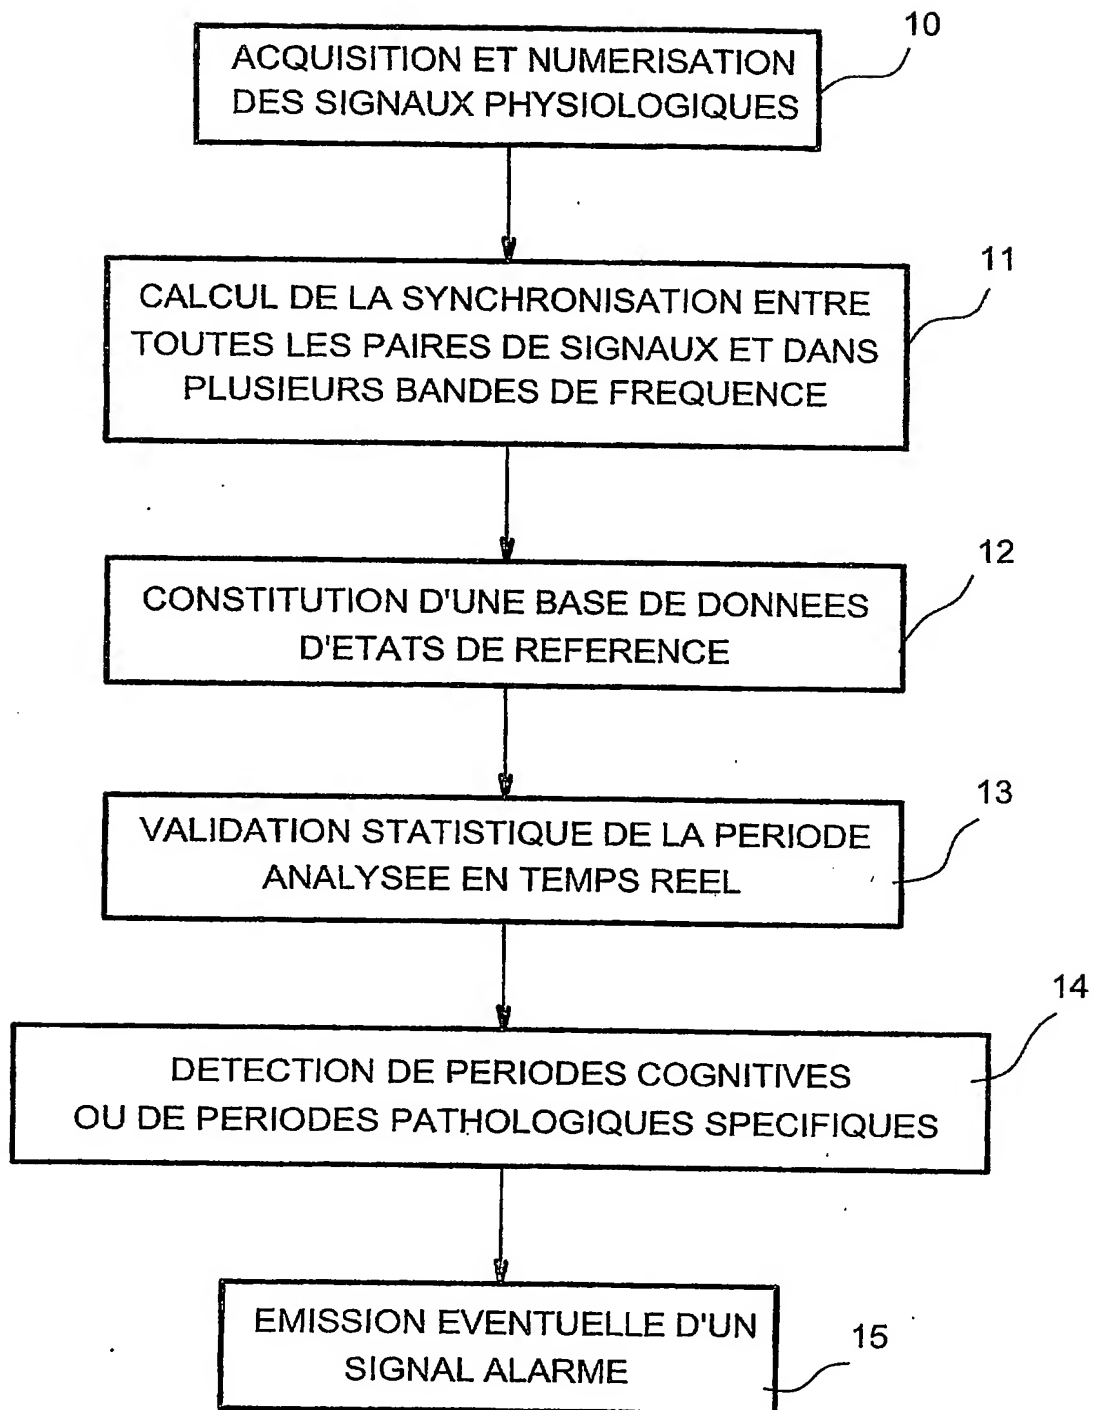 10
ACQUISITION ET NUMERISATION
DES SIGNAUX PHYSIOLOGIQUES
11
CALCUL DE LA SYNCHRONISATION ENTRE
TOUTES LES PAIRES DE SIGNAUX ET DANS
PLUSIEURS BANDES DE FREQUENCE
12
CONSTITUTION D'UNE BASE DE DONNEES
D'ETATS DE REFERENCE
13
VALIDATION STATISTIQUE DE LA PERIODE
ANALYSEE EN TEMPS REEL
14
DETECTION DE PERIODES COGNITIVES
OU DE PERIODES PATHOLOGIQUES SPECIFIQUES
EMISSION EVENTUELLE D'UN
SIGNAL ALARME
15